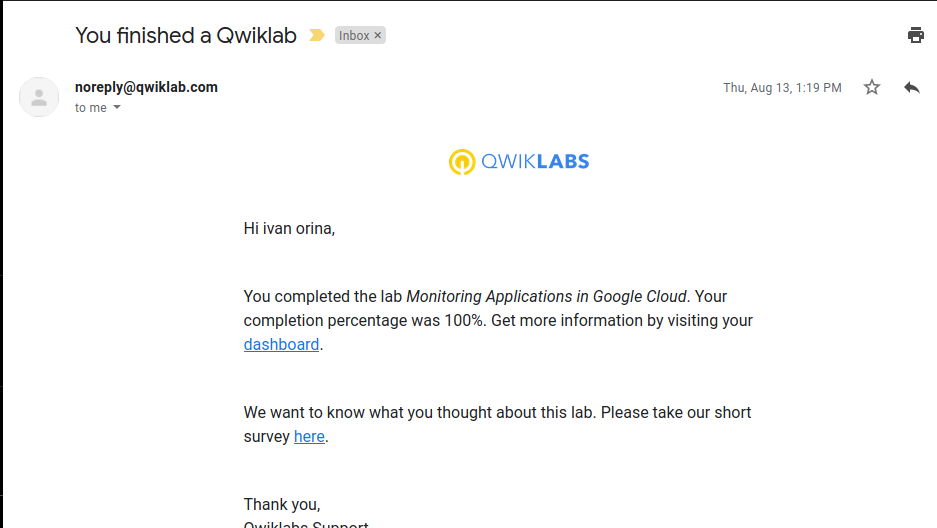 You finished a Qwiklab
Inbox ×
noreply@qwiklab.com
Thu, Aug 13, 1:19 PM
to me
QWIKLABS
Hi ivan orina,
You completed the lab Monitoring Applications in Google Cloud. Your
completion percentage was 100%. Get more information by visiting your
dashboard.
We want to know what you thought about this lab. Please take our short
survey here.
Thank you,
Qwiklabs Support